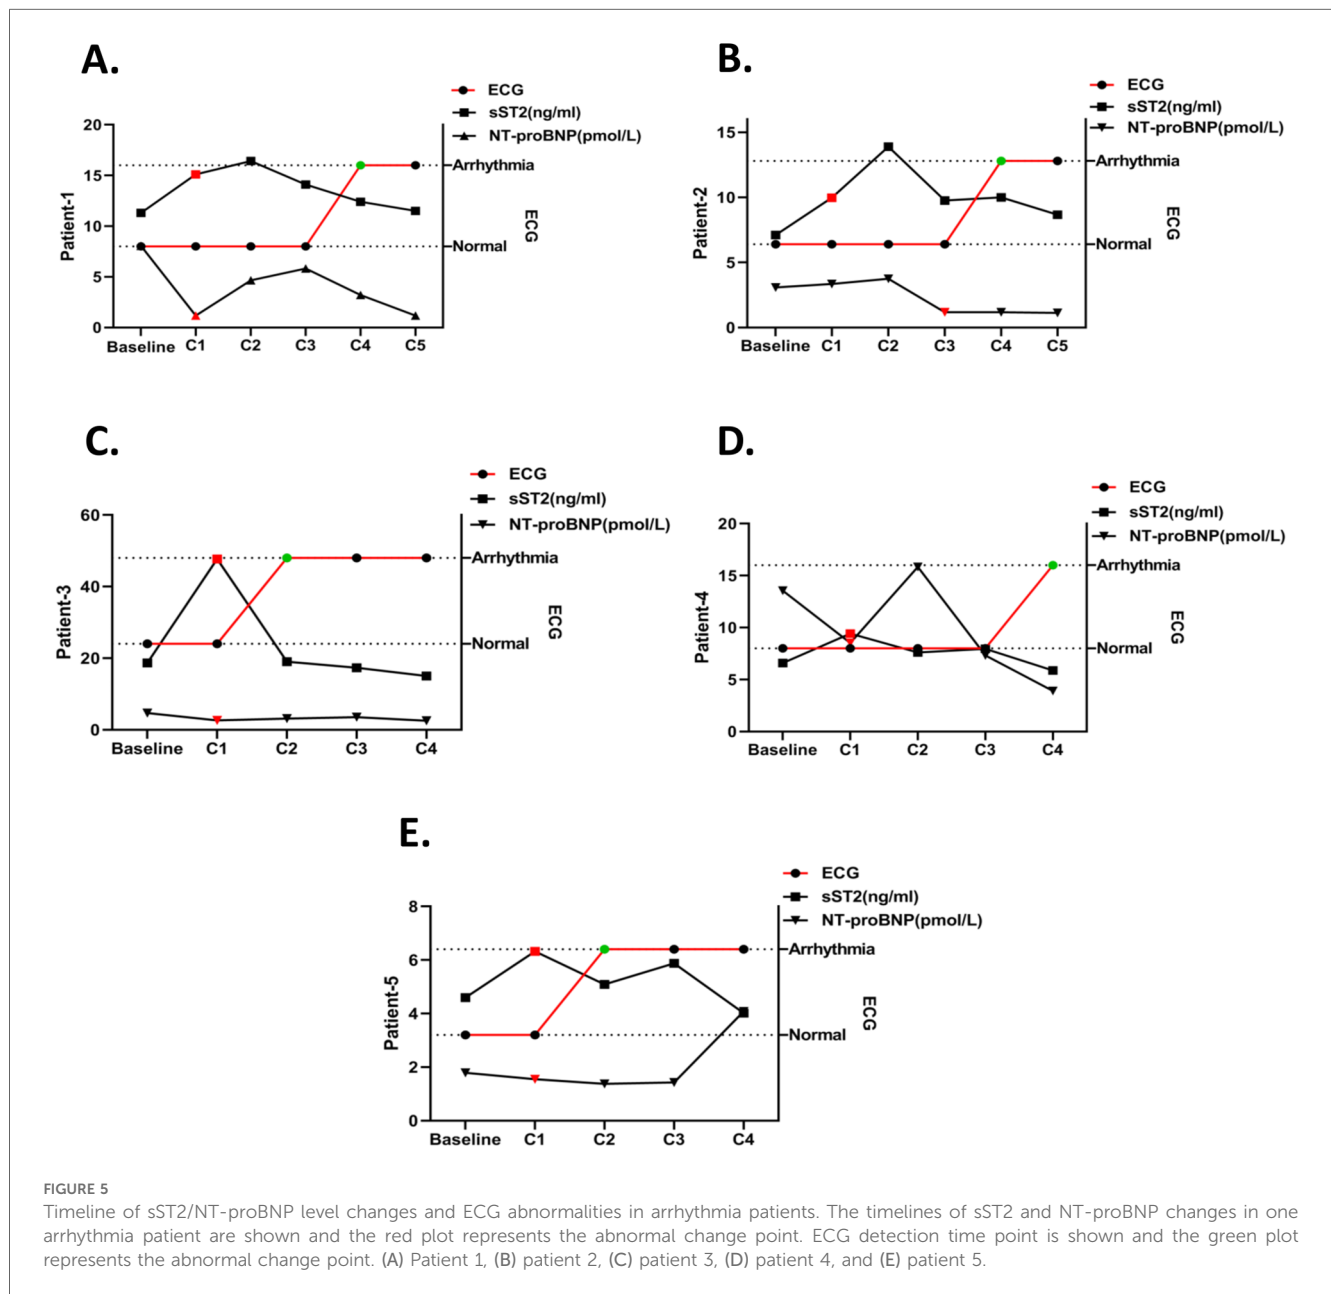 A.
ECG
sST2(ng/ml)
NT-proBNP(pmol/L)
Patient-1
20
15
10
5
0
Arrhythmia
Normal
ECG
Baseline C1 C2 C3 C4 C5
B.
ECG
sST2(ng/ml)
NT-proBNP(pmol/L)
Patient-2
15
10
5
0
Arrhythmia
Normal
ECG
Baseline C1 C2 C3 C4 C5
C.
ECG
sST2(ng/ml)
NT-proBNP(pmol/L)
Patient-3
60
40
20
0
Arrhythmia
Normal
ECG
Baseline C1 C2 C3 C4
D.
ECG
sST2(ng/ml)
NT-proBNP(pmol/L)
Patient-4
20
15
10
5
0
Arrhythmia
Normal
ECG
Baseline C1 C2 C3 C4
E.
ECG
sST2(ng/ml)
NT-proBNP(pmol/L)
Patient-5
8
6
4
2
0
Arrhythmia
Normal
ECG
Baseline C1 C2 C3 C4
FIGURE 5
Timeline of sST2/NT-proBNP level changes and ECG abnormalities in arrhythmia patients. The timelines of sST2 and NT-proBNP changes in one
arrhythmia patient are shown and the red plot represents the abnormal change point. ECG detection time point is shown and the green plot
represents the abnormal change point. (A) Patient 1, (B) patient 2, (C) patient 3, (D) patient 4, and (E) patient 5.